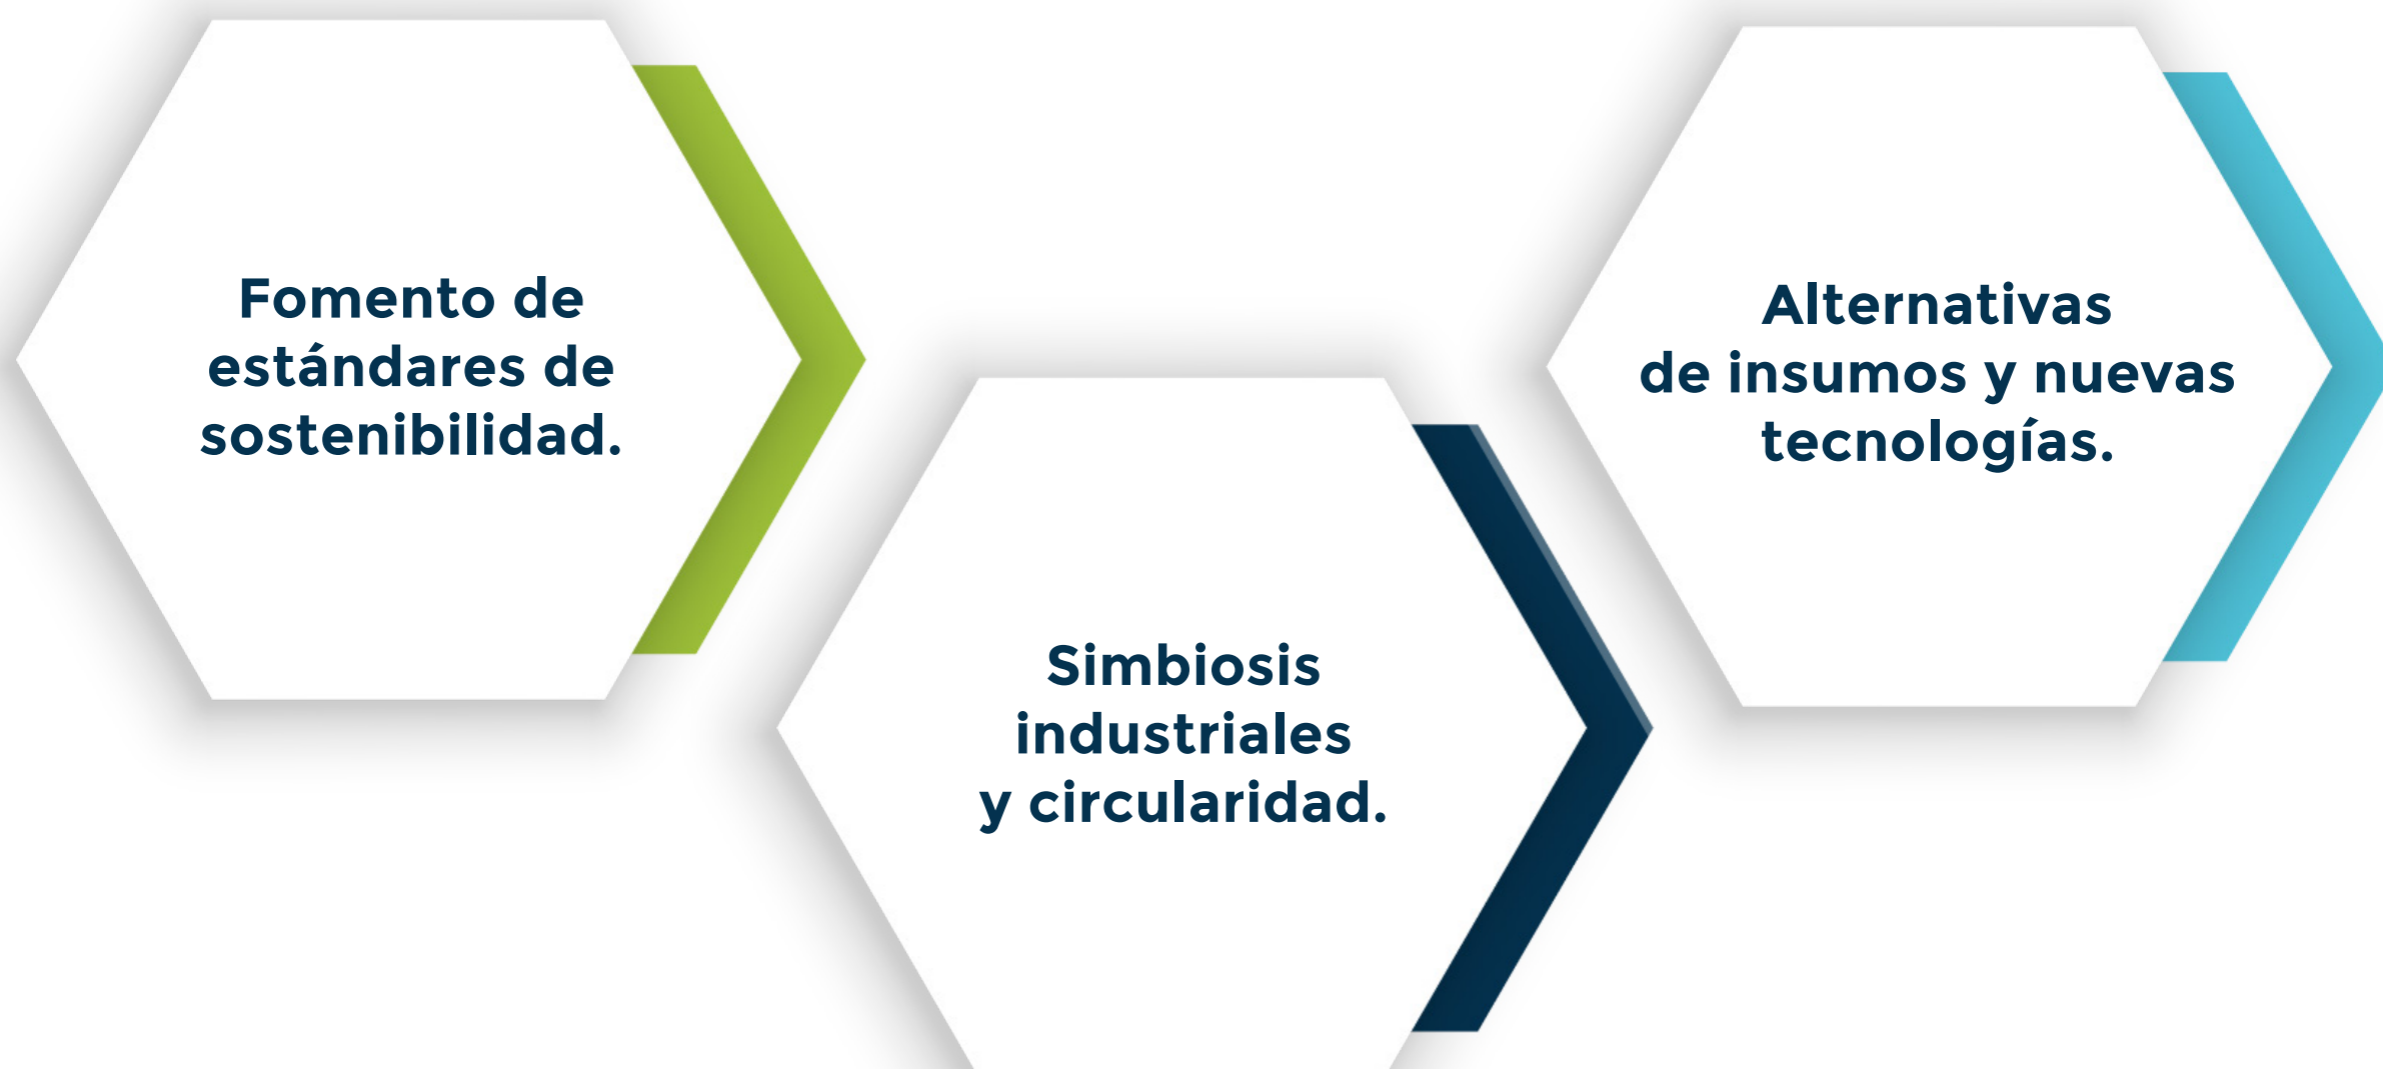 Fomento de
estándares de
sostenibilidad.
Simbiosis
industriales
y circularidad.
Alternativas
de insumos y nuevas
tecnologías.